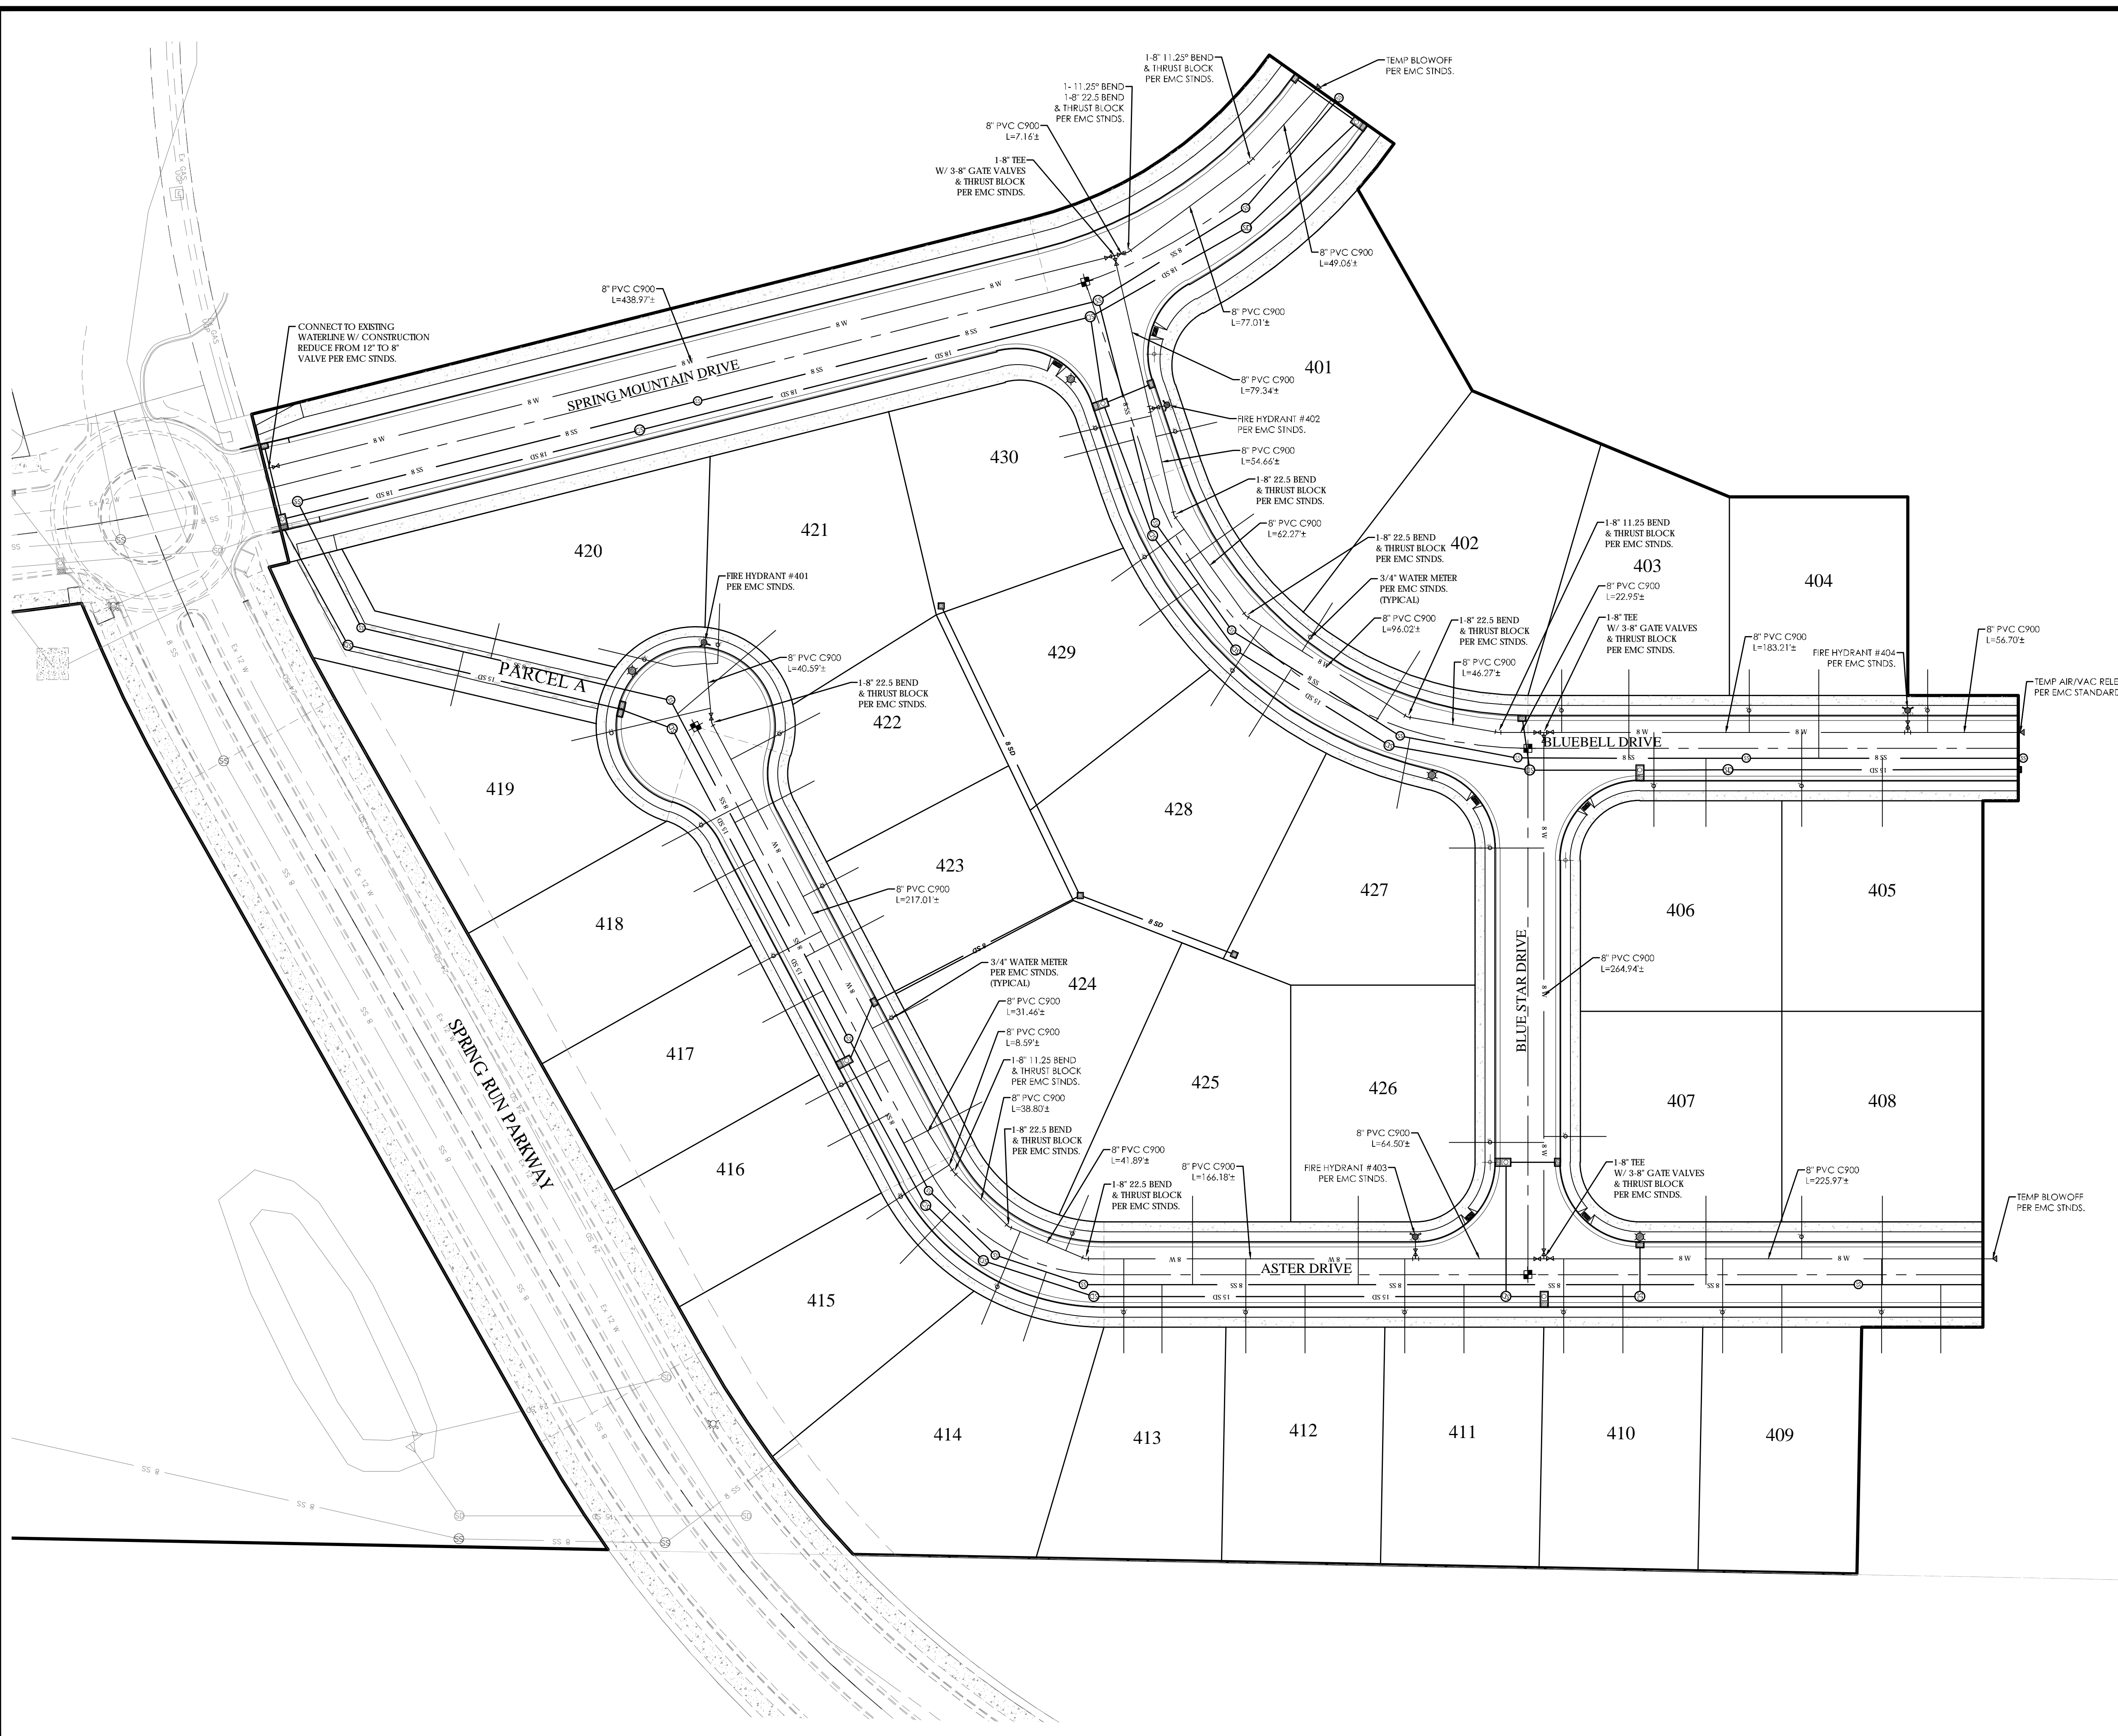 1-8" 11.25° BEND
& THRUST BLOCK
PER EMC STNDS.
TEMP BLOWOFF
PER EMC STNDS.
1- 11.25° BEND
1-8" 22.5 BEND
& THRUST BLOCK
PER EMC STNDS.
8" PVC C900
L=7.16'±
1-8" TEE
W/ 3-8" GATE VALVES
& THRUST BLOCK
PER EMC STNDS.
8" PVC C900
L=49.06'±
8" PVC C900
L=438.97'±
8" PVC C900
L=77.01'±
CONNECT TO EXISTING
WATERLINE W/ CONSTRUCTION
REDUCE FROM 12" TO 8"
VALVE PER EMC STNDS.
SPRING MOUNTAIN DRIVE
8" PVC C900
L=79.34'±
401
FIRE HYDRANT #402
PER EMC STNDS.
430
8" PVC C900
L=54.66'±
1-8" 22.5 BEND
& THRUST BLOCK
PER EMC STNDS.
8" PVC C900
L=62.27'±
421
420
1-8" 22.5 BEND
& THRUST BLOCK
PER EMC STNDS.
402
1-8" 11.25 BEND
& THRUST BLOCK
PER EMC STNDS.
403
404
FIRE HYDRANT #401
PER EMC STNDS.
3/4" WATER METER
PER EMC STNDS.
(TYPICAL)
8" PVC C900
L=22.95'±
8" PVC C900
L=96.02'±
1-8" 22.5 BEND
& THRUST BLOCK
PER EMC STNDS.
1-8" TEE
W/ 3-8" GATE VALVES
& THRUST BLOCK
PER EMC STNDS.
8" PVC C900
L=183.21'±
8" PVC C900
L=56.70'±
FIRE HYDRANT #404
PER EMC STNDS.
429
8" PVC C900
L=40.59'±
8" PVC C900
L=46.27'±
PARCEL A
1-8" 22.5 BEND
& THRUST BLOCK
PER EMC STNDS.
TEMP AIR/VAC RELE
PER EMC STANDARD
422
BLUEBELL DRIVE
419
428
423
8" PVC C900
L=217.01'±
427
406
405
418
3/4" WATER METER
PER EMC STNDS.
(TYPICAL)
424
8" PVC C900
L=264.94'±
BLUE STAR DRIVE
8" PVC C900
L=31.46'±
8" PVC C900
L=8.59'±
1-8" 11.25 BEND
& THRUST BLOCK
PER EMC STNDS.
8" PVC C900
L=38.80'±
1-8" 22.5 BEND
& THRUST BLOCK
PER EMC STNDS.
417
425
426
407
408
SPRING RUN PARKWAY
416
8" PVC C900
L=41.89'±
1-8" 22.5 BEND
& THRUST BLOCK
PER EMC STNDS.
8" PVC C900
L=166.18'±
8" PVC C900
L=64.50'±
FIRE HYDRANT #403
PER EMC STNDS.
1-8" TEE
W/ 3-8" GATE VALVES
& THRUST BLOCK
PER EMC STNDS.
8" PVC C900
L=225.97'±
TEMP BLOWOFF
PER EMC STNDS.
ASTER DRIVE
415
414
413
412
411
410
409